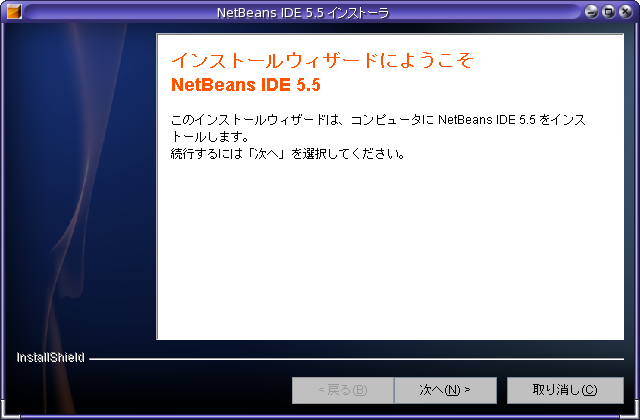 NetBeans IDE 5.5 インストーラ
インストールウィザードにようこそ
NetBeans IDE 5.5
このインストールウィザードは、コンピュータに NetBeans IDE 5.5 をインス
トールします。
続行するには「次へ」を選択してください。
InstallShield
< 戻る(B)
次へ(N) >
取り消し(C)